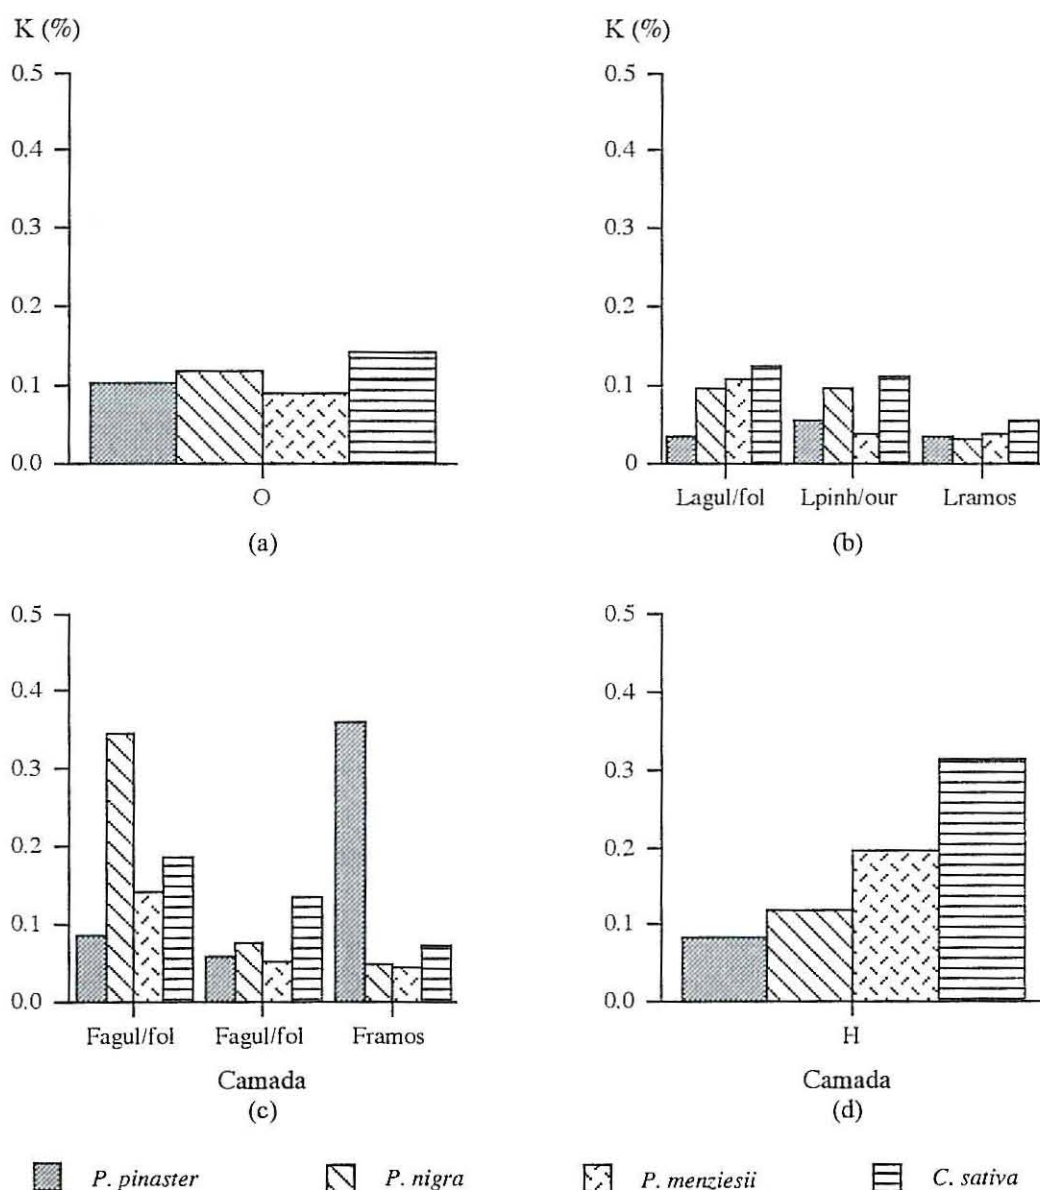 K (%)
0.5
0.4
0.3
0.2
0.1
0.0
O
(a)
K (%)
0.5
0.4
0.3
0.2
0.1
0
Lagul/fol Lpinh/our Lramos
(b)
0.5
0.4
0.3
0.2
0.1
0.0
Fagul/fol Fagul/fol Framos
Camada
(c)
0.5
0.4
0.3
0.2
0.1
0.0
H
Camada
(d)
P. pinaster P. nigra P. menziesii C. sativa